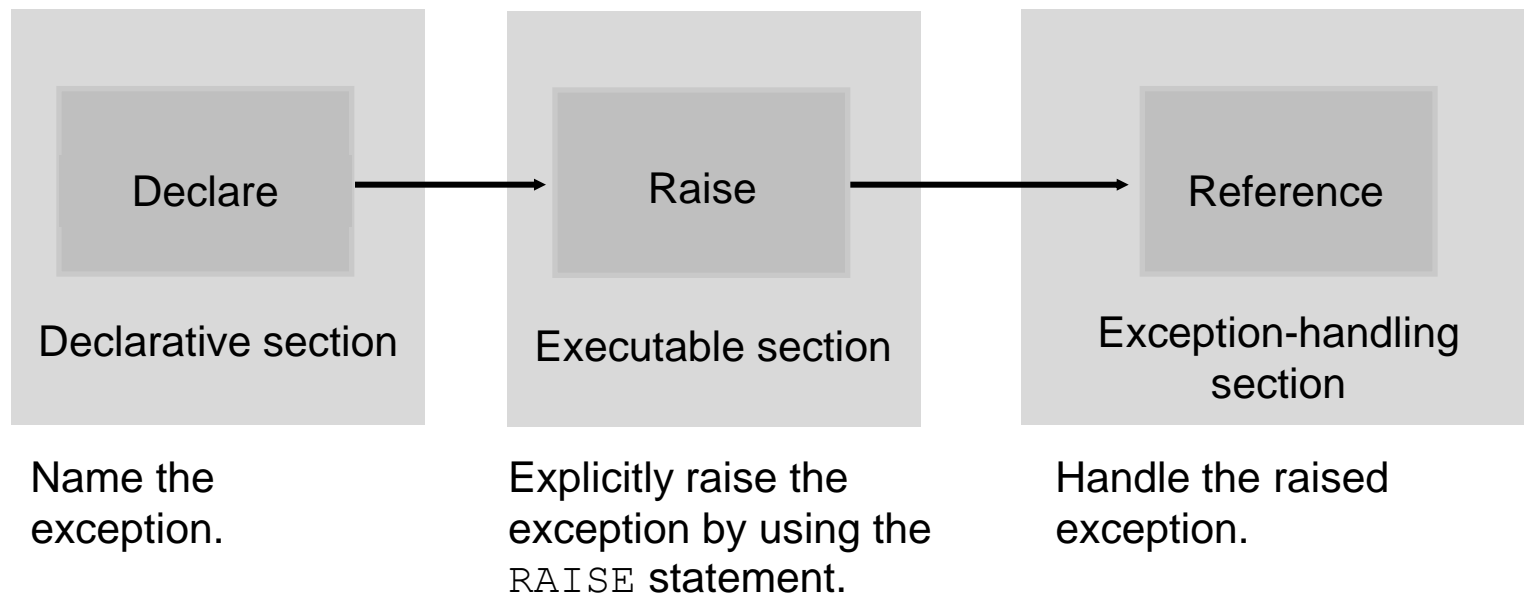 Declare
Raise
Reference
Declarative section
Executable section
Exception-handling
section
Name the
exception.
Explicitly raise the
exception by using the
RAISE statement.
Handle the raised
exception.